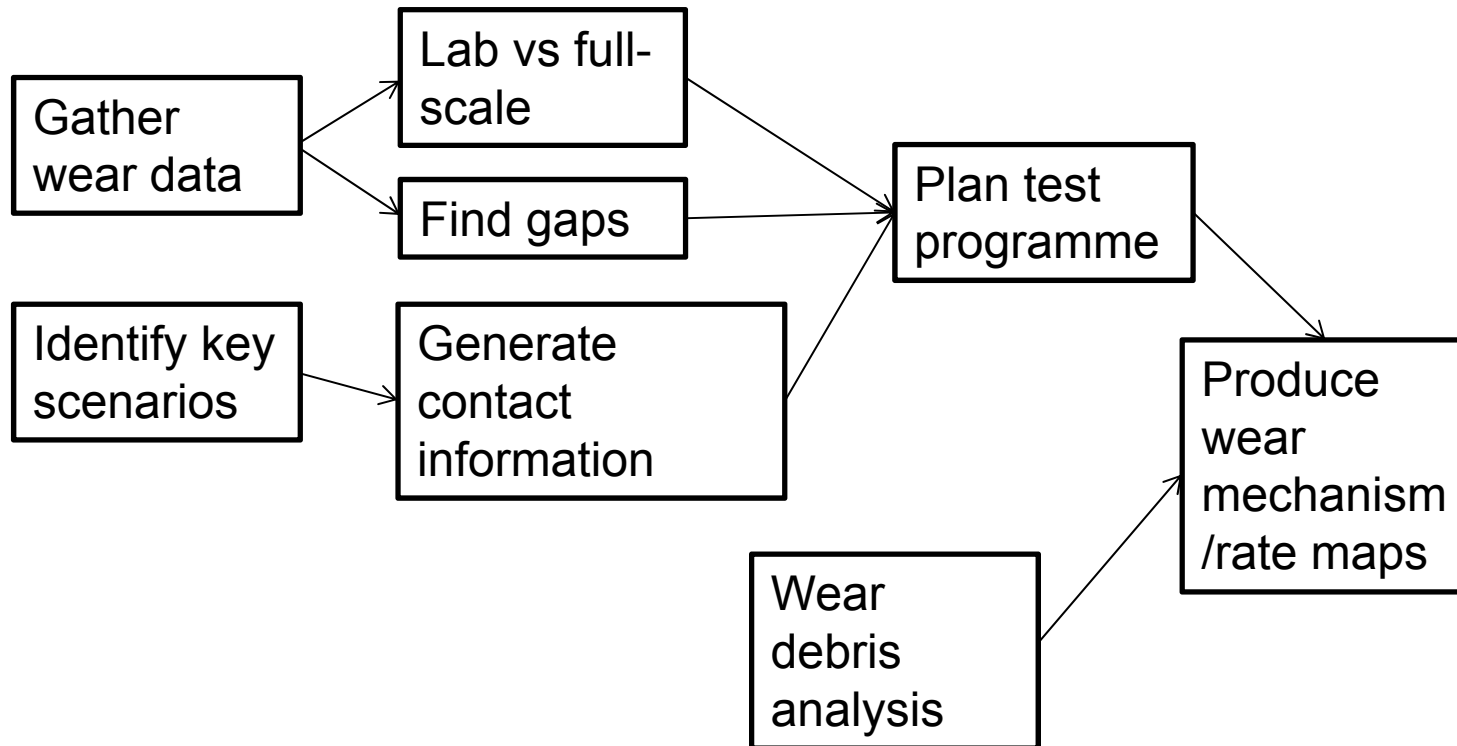 Gather
wear data
Lab vs full-
scale
Find gaps
Identify key
scenarios
Generate
contact
information
Plan test
programme
Wear
debris
analysis
Produce
wear
mechanism
/rate maps